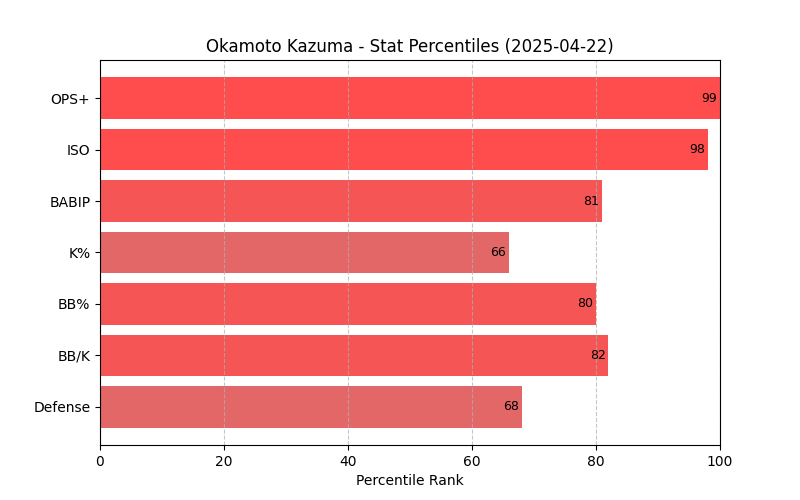 Okamoto Kazuma - Stat Percentiles (2025-04-22)
OPS+ 99
ISO 98
BABIP 81
K% 66
BB% 80
BB/K 82
Defense 68
0 20 40 60 80 100
Percentile Rank